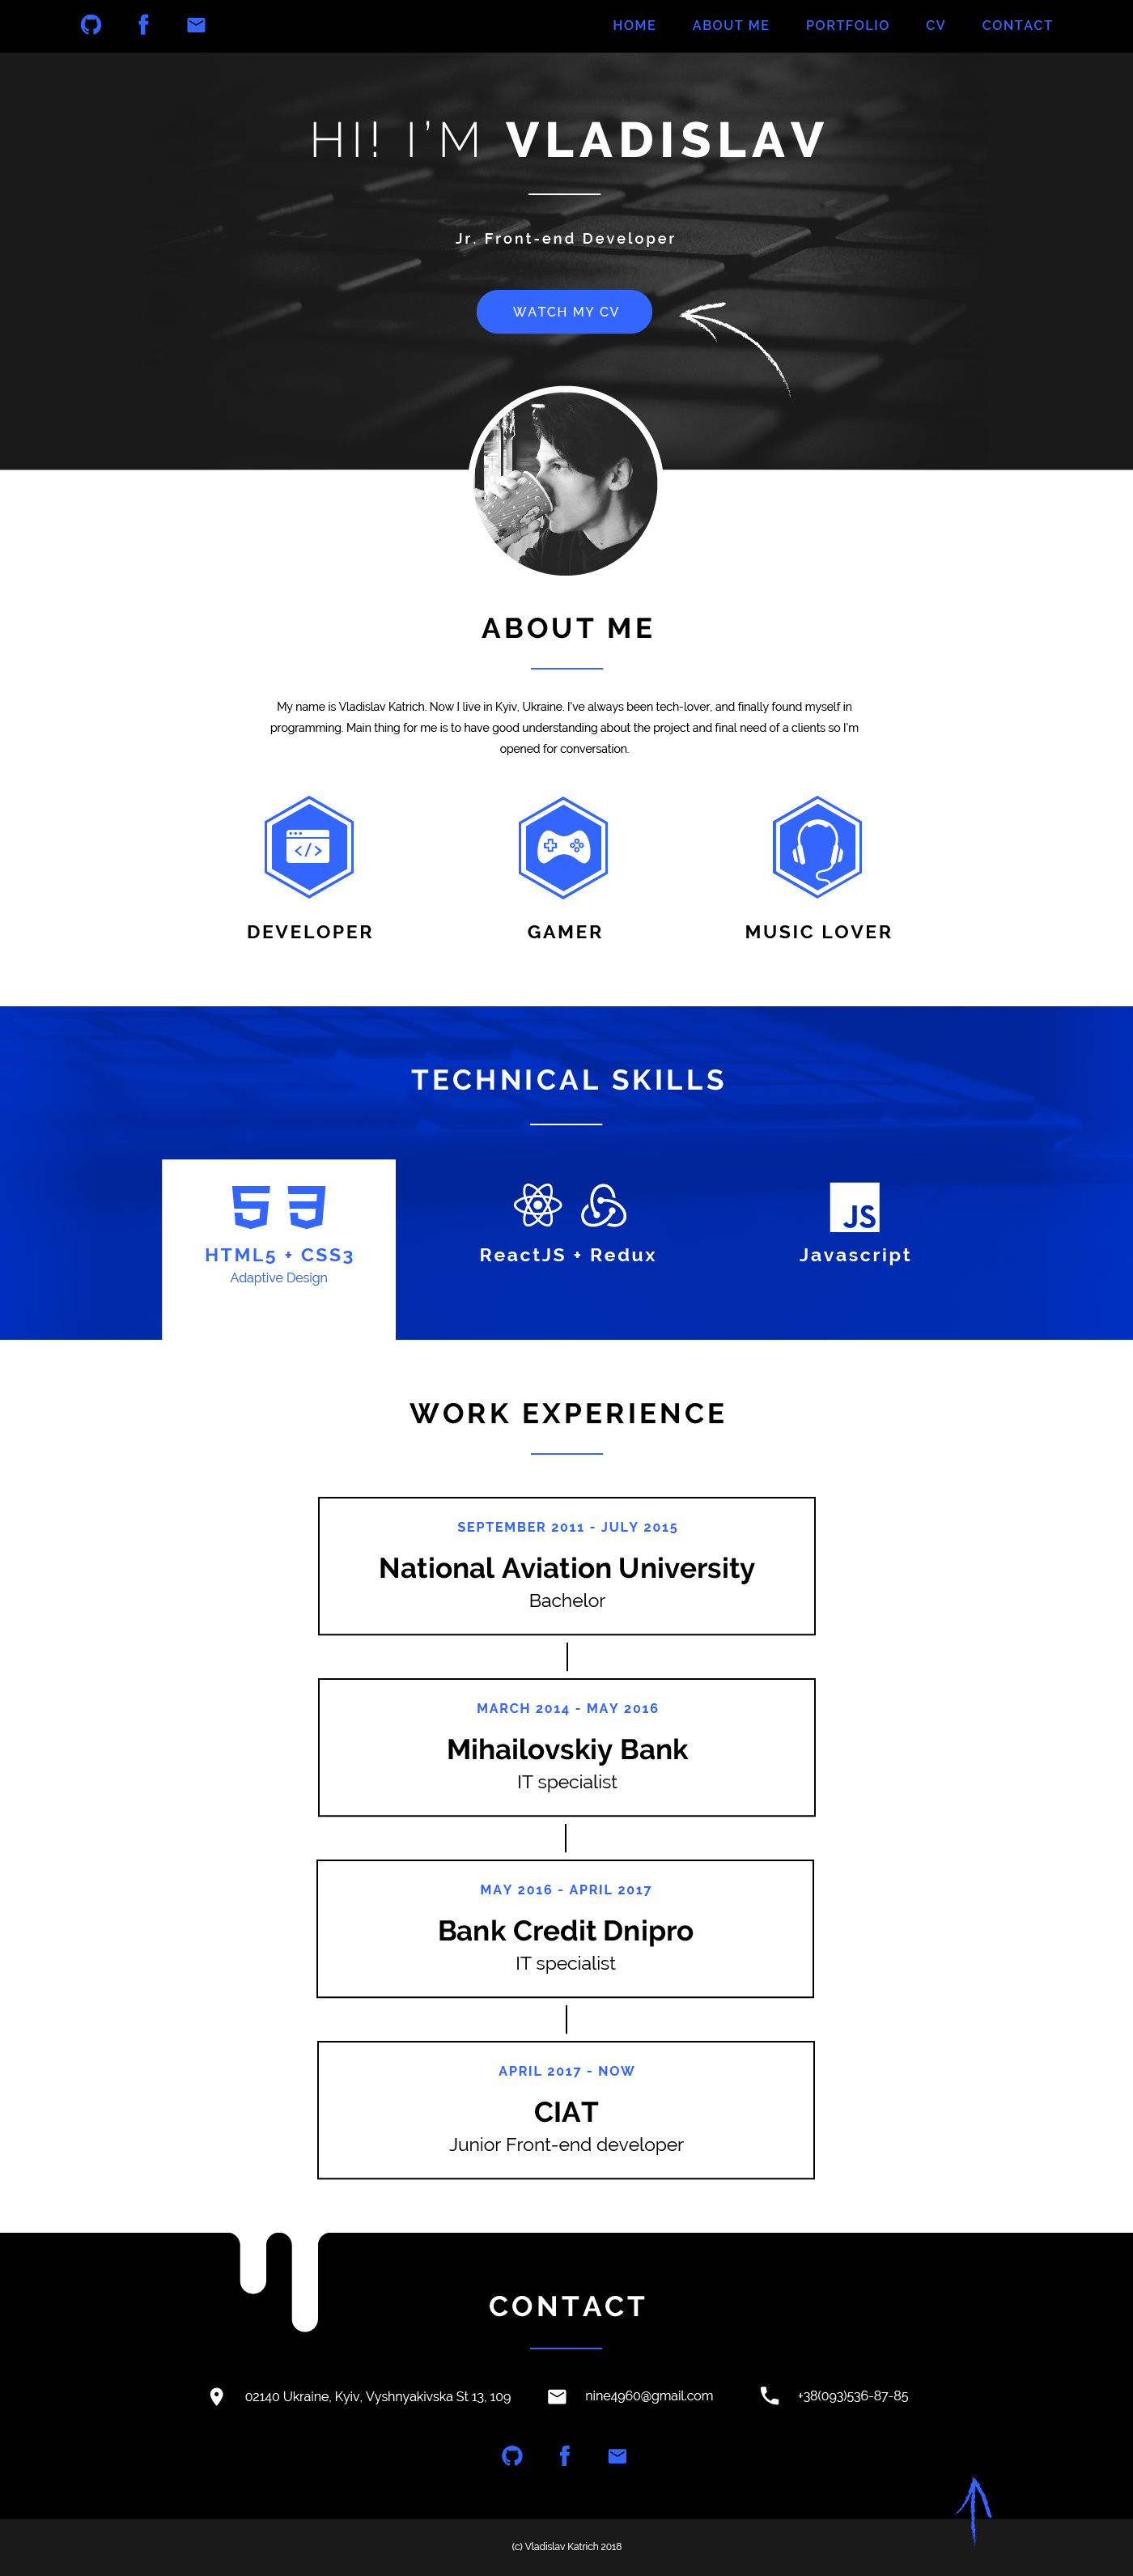 HOME ABOUT ME PORTFOLIO CV CONTACT
HI! I'M VLADISLAV
Jr. Front-end Developer
WATCH MY CV
ABOUT ME
My name is Vladislav Katrich. Now I live in Kyiv, Ukraine. I've always been tech-lover, and finally found myself in
programming. Main thing for me is to have good understanding about the project and final need of a clients so I'm
opened for conversation.
DEVELOPER GAMER MUSIC LOVER
TECHNICAL SKILLS
JS
HTML5 + CSS3 ReactJS + Redux Javascript
Adaptive Design
WORK EXPERIENCE
SEPTEMBER 2011 - JULY 2015
National Aviation University
Bachelor
MARCH 2014 - MAY 2016
Mihailovskiy Bank
IT specialist
MAY 2016 - APRIL 2017
Bank Credit Dnipro
IT specialist
APRIL 2017 - NOW
CIAT
Junior Front-end developer
CONTACT
02140 Ukraine, Kyiv, Vyshnyakivska St 13, 109 nine4960@gmail.com +38(093)536-87-85
(c) Vladislav Katrich 2018